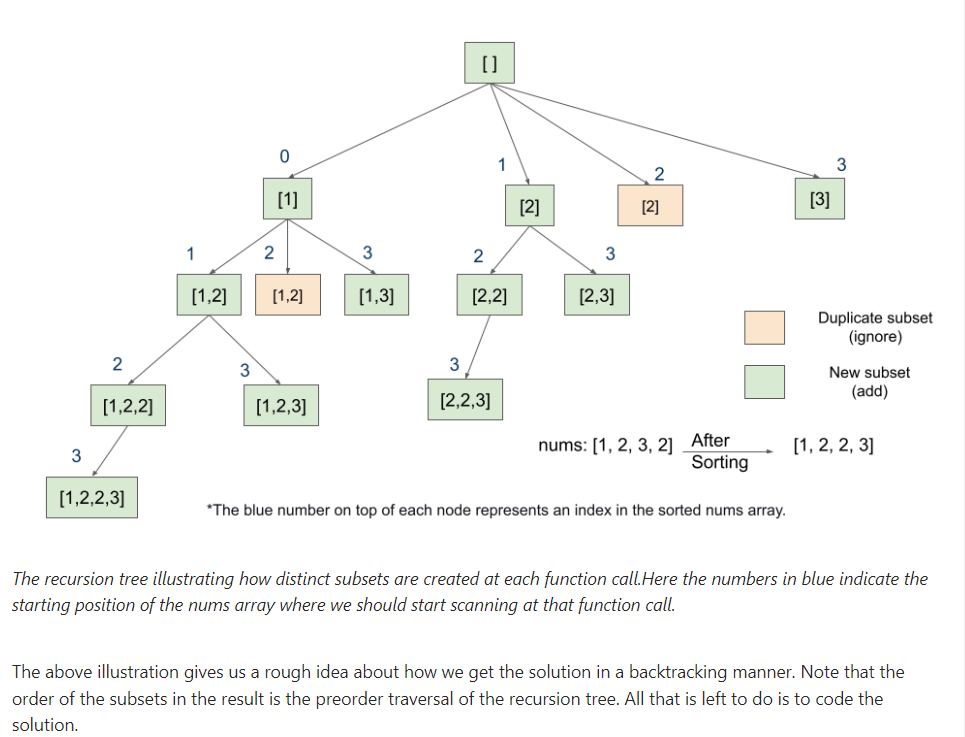 [ ]
0
1
2
3
[1]
[2]
[2]
[3]
1
2
3
2
3
[1,2]
[1,2]
[1,3]
[2,2]
[2,3]
Duplicate subset
(ignore)
2
3
3
New subset
(add)
[1,2,2]
[1,2,3]
[2,2,3]
nums: [1, 2, 3, 2] After Sorting [1, 2, 2, 3]
3
[1,2,2,3]
*The blue number on top of each node represents an index in the sorted nums array.
The recursion tree illustrating how distinct subsets are created at each function call.Here the numbers in blue indicate the
starting position of the nums array where we should start scanning at that function call.
The above illustration gives us a rough idea about how we get the solution in a backtracking manner. Note that the
order of the subsets in the result is the preorder traversal of the recursion tree. All that is left to do is to code the
solution.